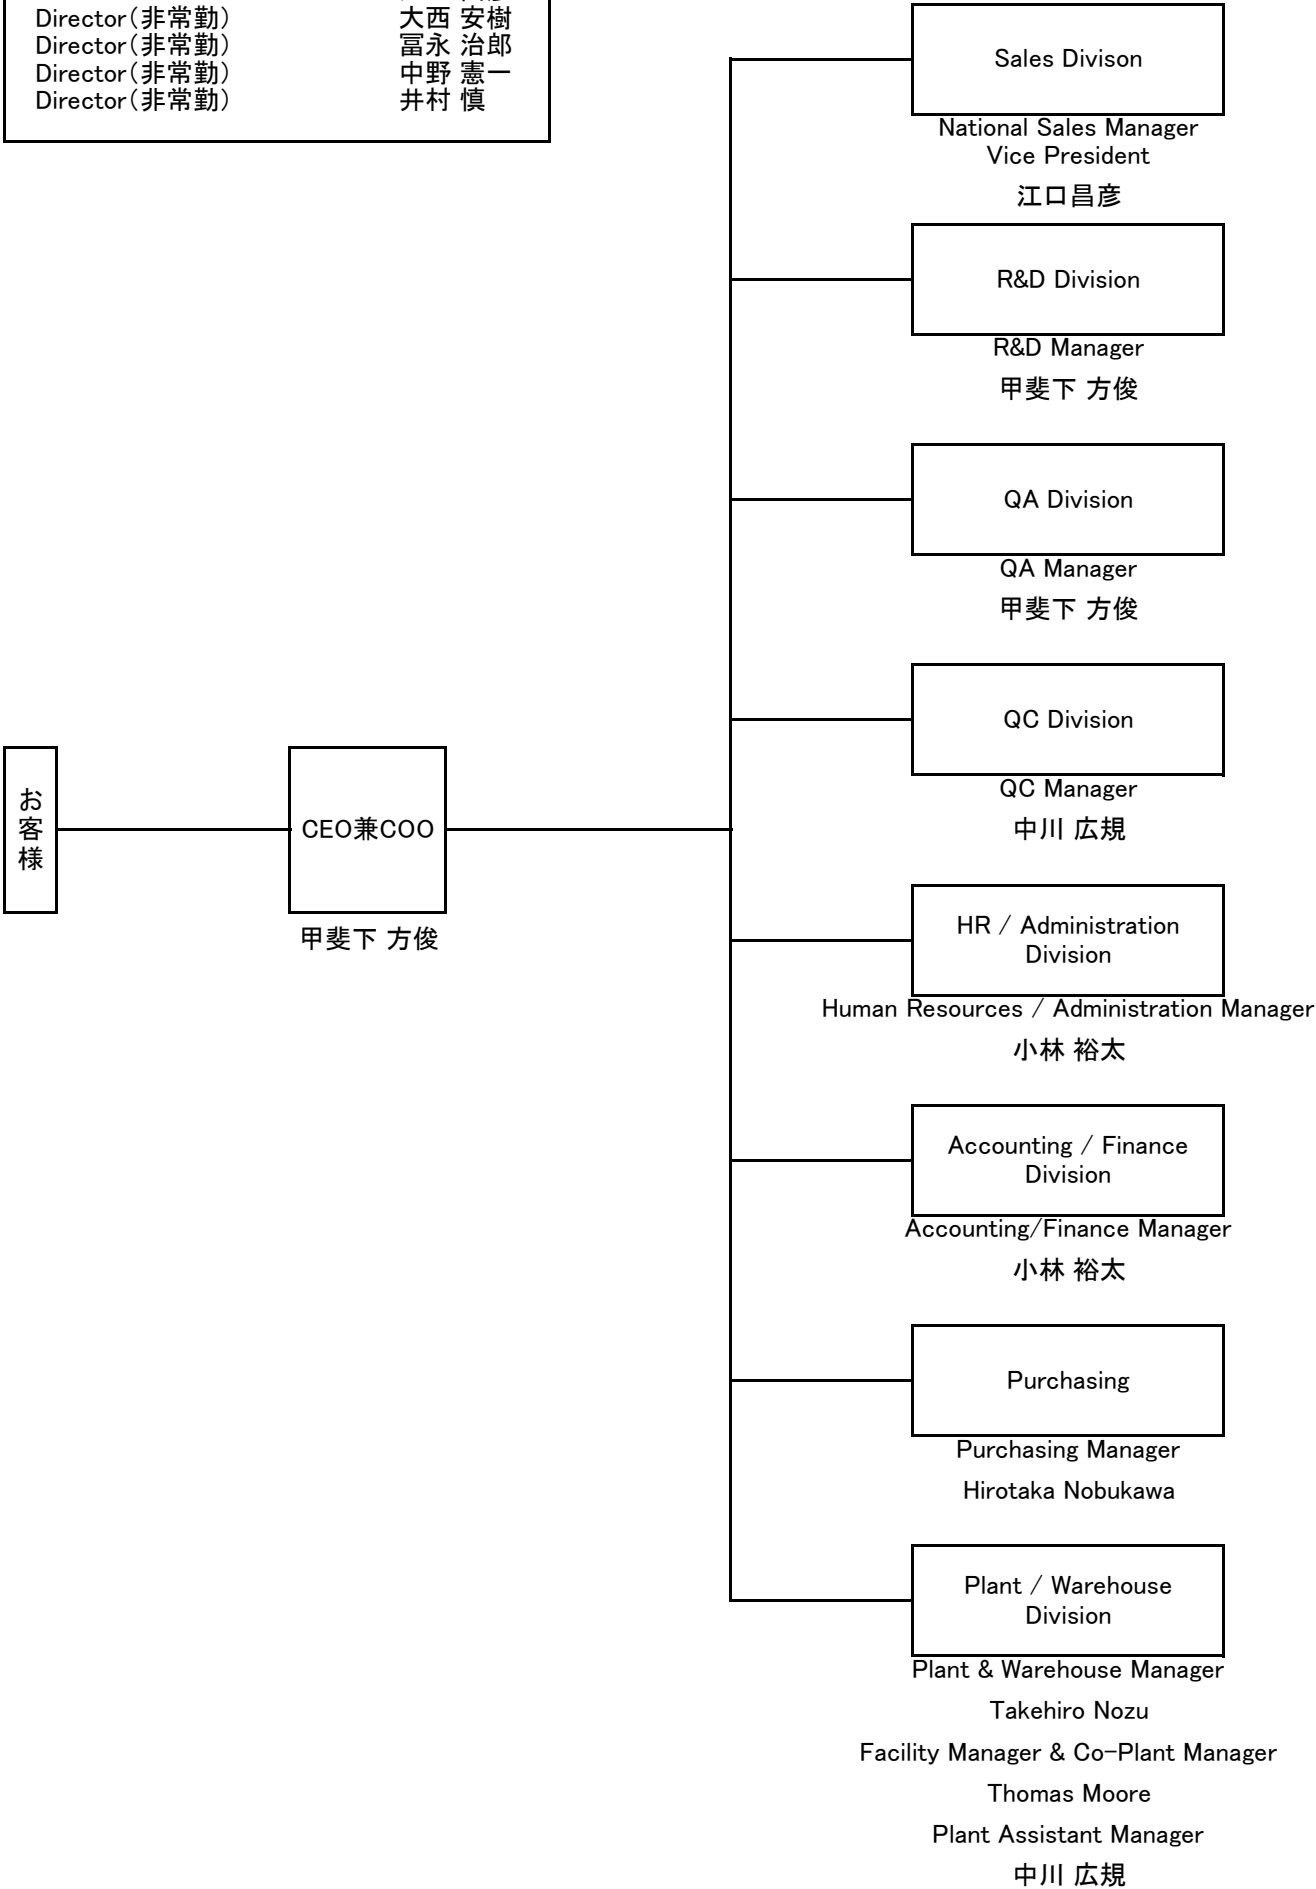 Director（非常勤） 大西 安樹
Director（非常勤） 冨永 治郎
Director（非常勤） 中野 憲一
Director（非常勤） 井村 慎
Sales Divison
National Sales Manager
Vice President
江口昌彦
R&D Division
R&D Manager
甲斐下 方俊
QA Division
QA Manager
甲斐下 方俊
QC Division
QC Manager
中川 広規
お客様
CEO兼COO
甲斐下 方俊
HR / Administration
Division
Human Resources / Administration Manager
小林 裕太
Accounting / Finance
Division
Accounting/Finance Manager
小林 裕太
Purchasing
Purchasing Manager
Hirotaka Nobukawa
Plant / Warehouse
Division
Plant & Warehouse Manager
Takehiro Nozu
Facility Manager & Co-Plant Manager
Thomas Moore
Plant Assistant Manager
中川 広規